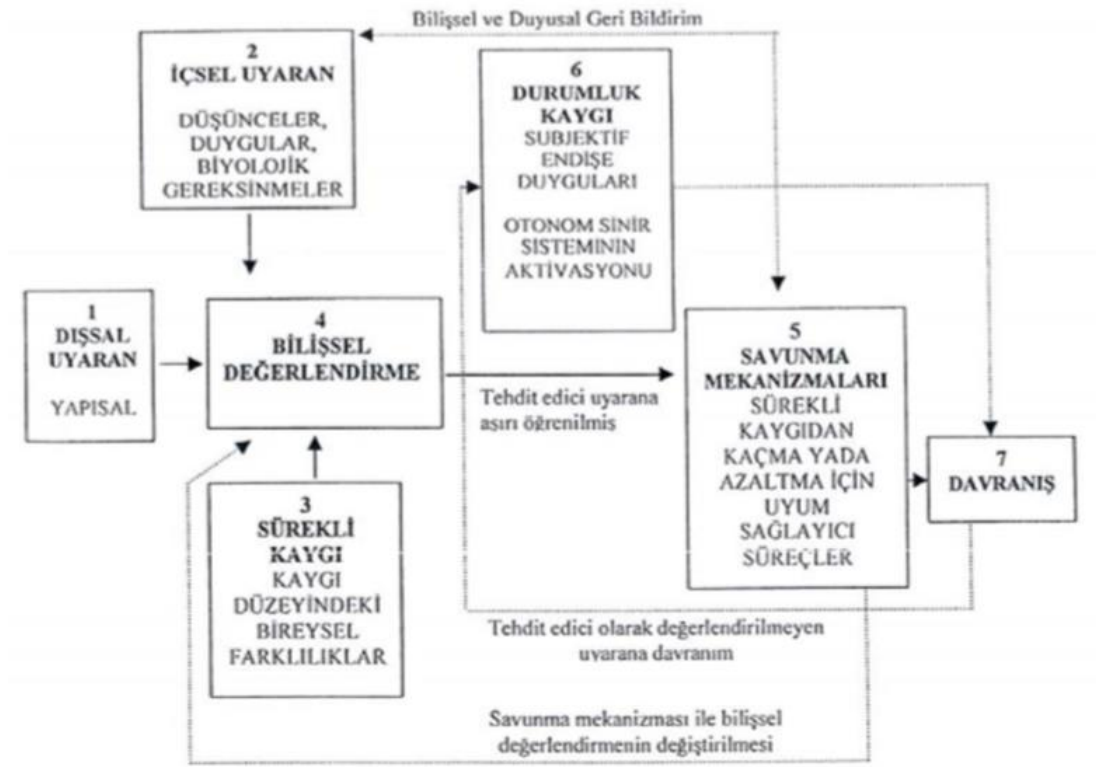 Bilişsel ve Duyusal Geri Bildirim
2
İÇSEL UYARAN
DÜŞÜNCELER,
DUYGULAR,
BİYOLOJİK
GEREKSİNMELER
6
DURUMLUK
KAYGI
SUBJEKTİF
ENDİŞE
DUYGULARI
OTONOM SİNİR
SISTEMININ
AKTİVASYONU
1
DIŞSAL
UYARAN
YAPISAL
4
BİLİŞSEL
DEĞERLENDİRME
Tehdit edici uyarana
aşırı öğrenilmiş
5
SAVUNMA
MEKANİZMALARI
SÜREKLİ
KAYGIDAN
KAÇMA YADA
AZALTMA İÇİN
UYUM
SAĞLAYICI
SÜREÇLER
7
DAVRANIŞ
3
SÜREKLİ
KAYGI
KAYGI
DÜZEYİNDEKİ
BİREYSEL
FARKLILIKLAR
Tehdit edici olarak değerlendirilmeyen
uyarana davranım
Savunma mekanizması ile bilişsel
değerlendirmenin değiştirilmesi